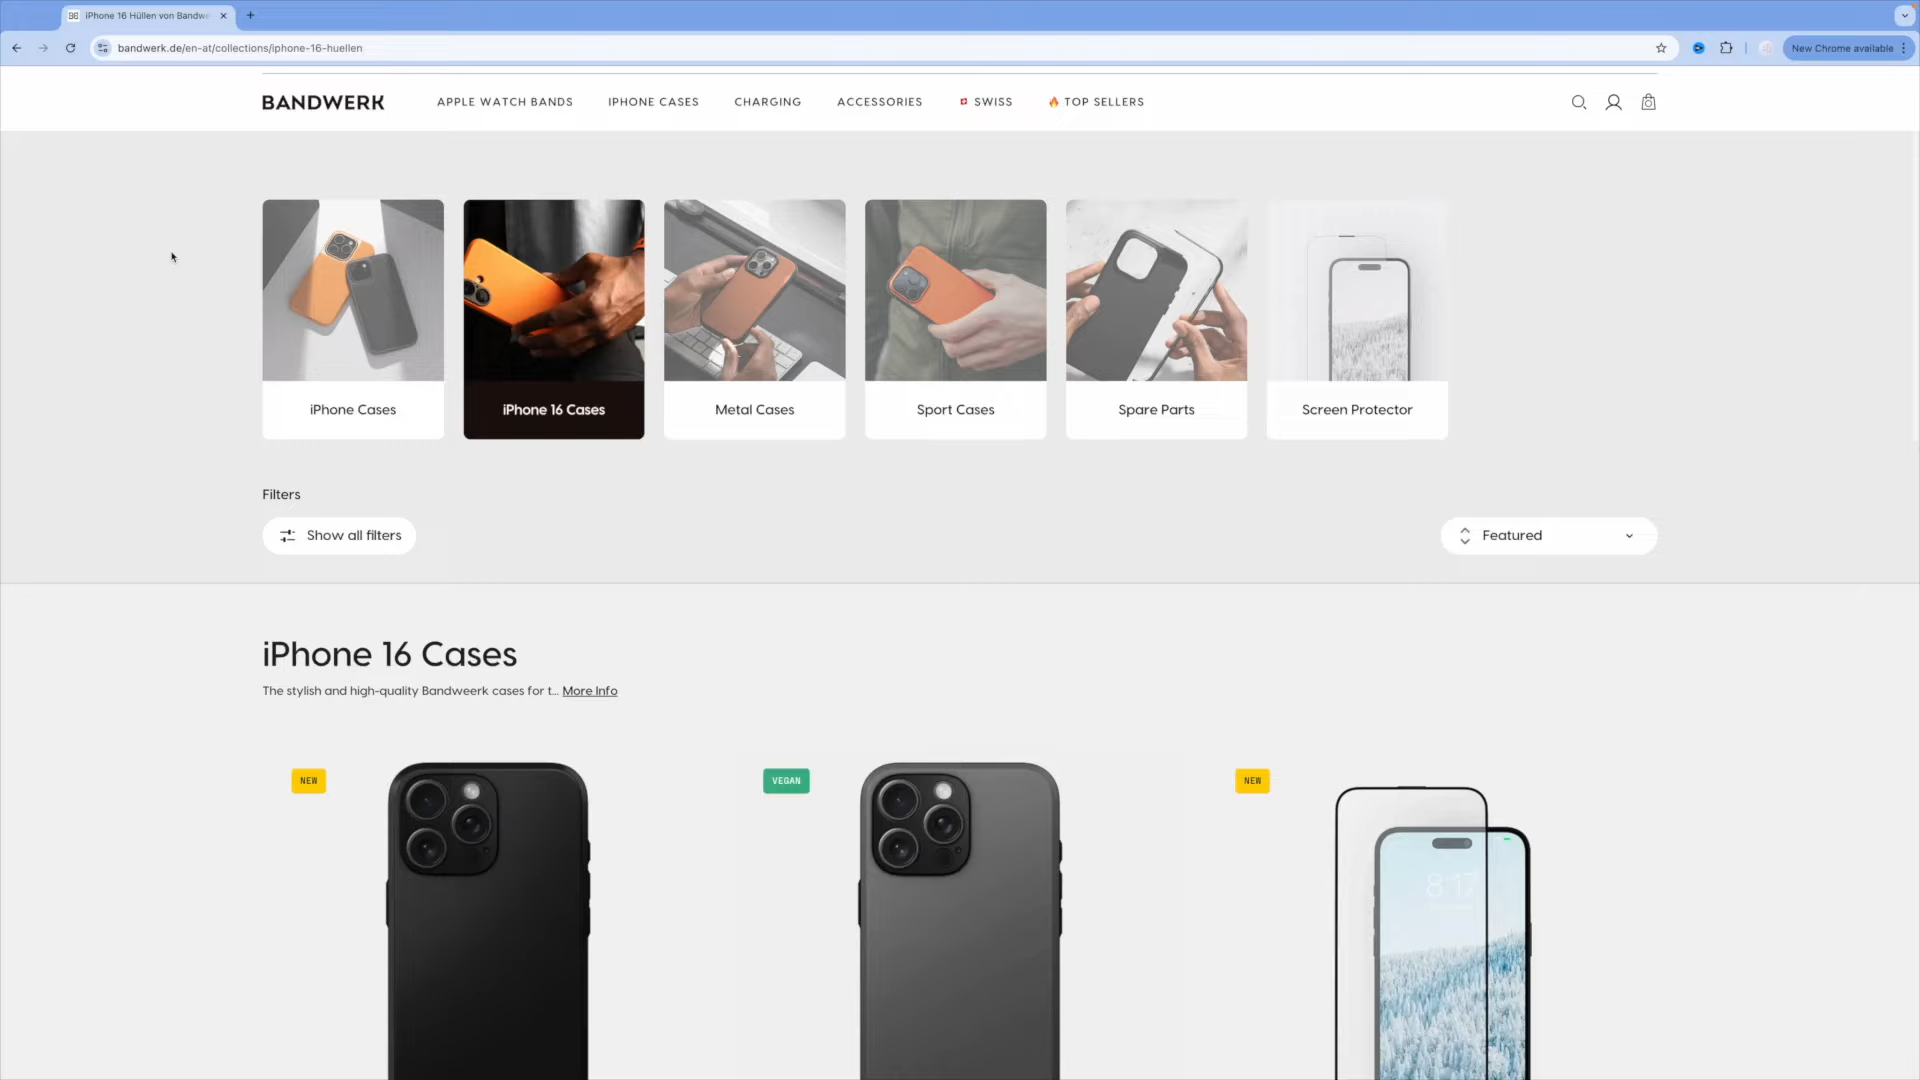 iPhone 16 Hüllen von Bandwe
bandwerk.de/en-at/collections/iphone-16-huellen
New Chrome available
BANDWERK
APPLE WATCH BANDS
IPHONE CASES
CHARGING
ACCESSORIES
SWISS
TOP SELLERS
0
iPhone Cases
iPhone 16 Cases
Metal Cases
Sport Cases
Spare Parts
Screen Protector
Filters
Show all filters
Featured
iPhone 16 Cases
The stylish and high-quality Bandweerk cases for t... More Info
NEW
VEGAN
NEW
8:17